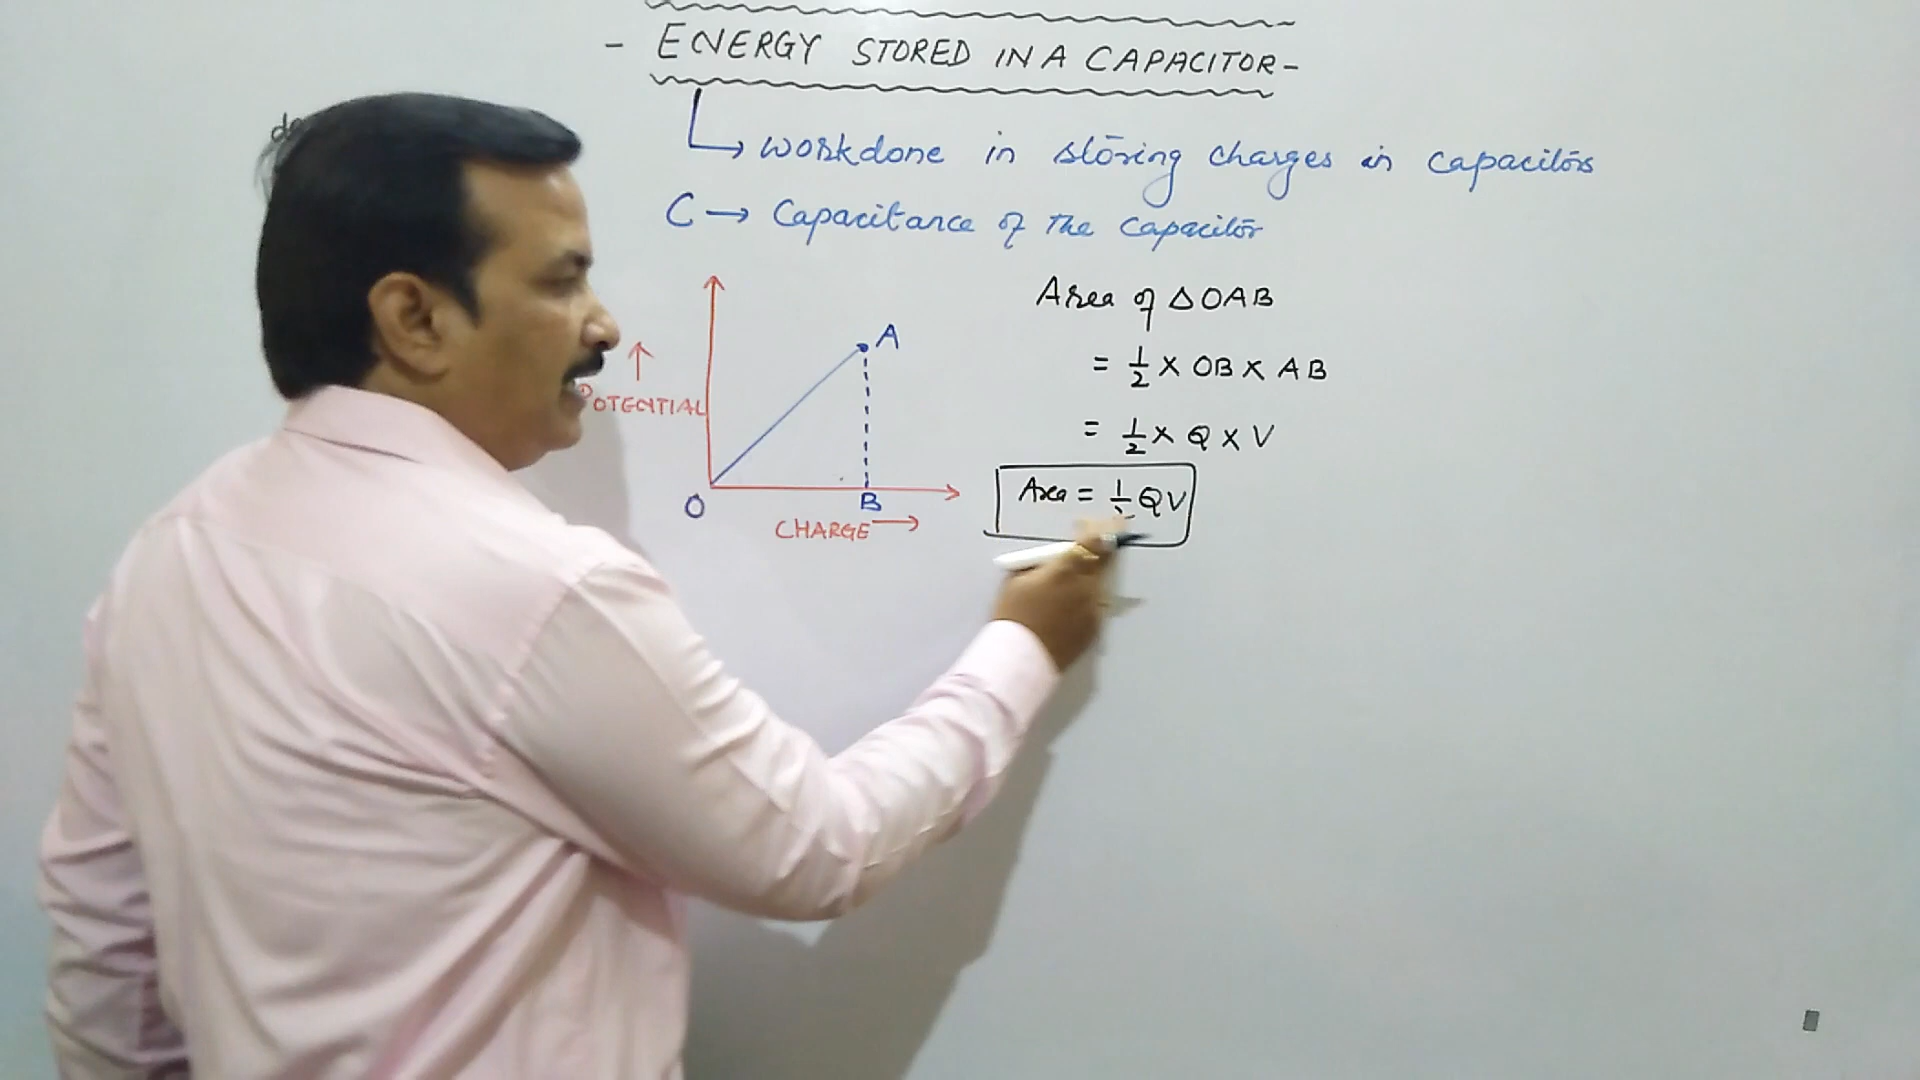 - ENERGY STORED IN A CAPACITOR -
workdone in storing charges in capacitors
C → Capacitance of the capacitor
Area of △OAB
= 1/2 × OB × AB
= 1/2 × Q × V
Area = 1/2 QV
A
↑
POTENTIAL
O
B
CHARGE →